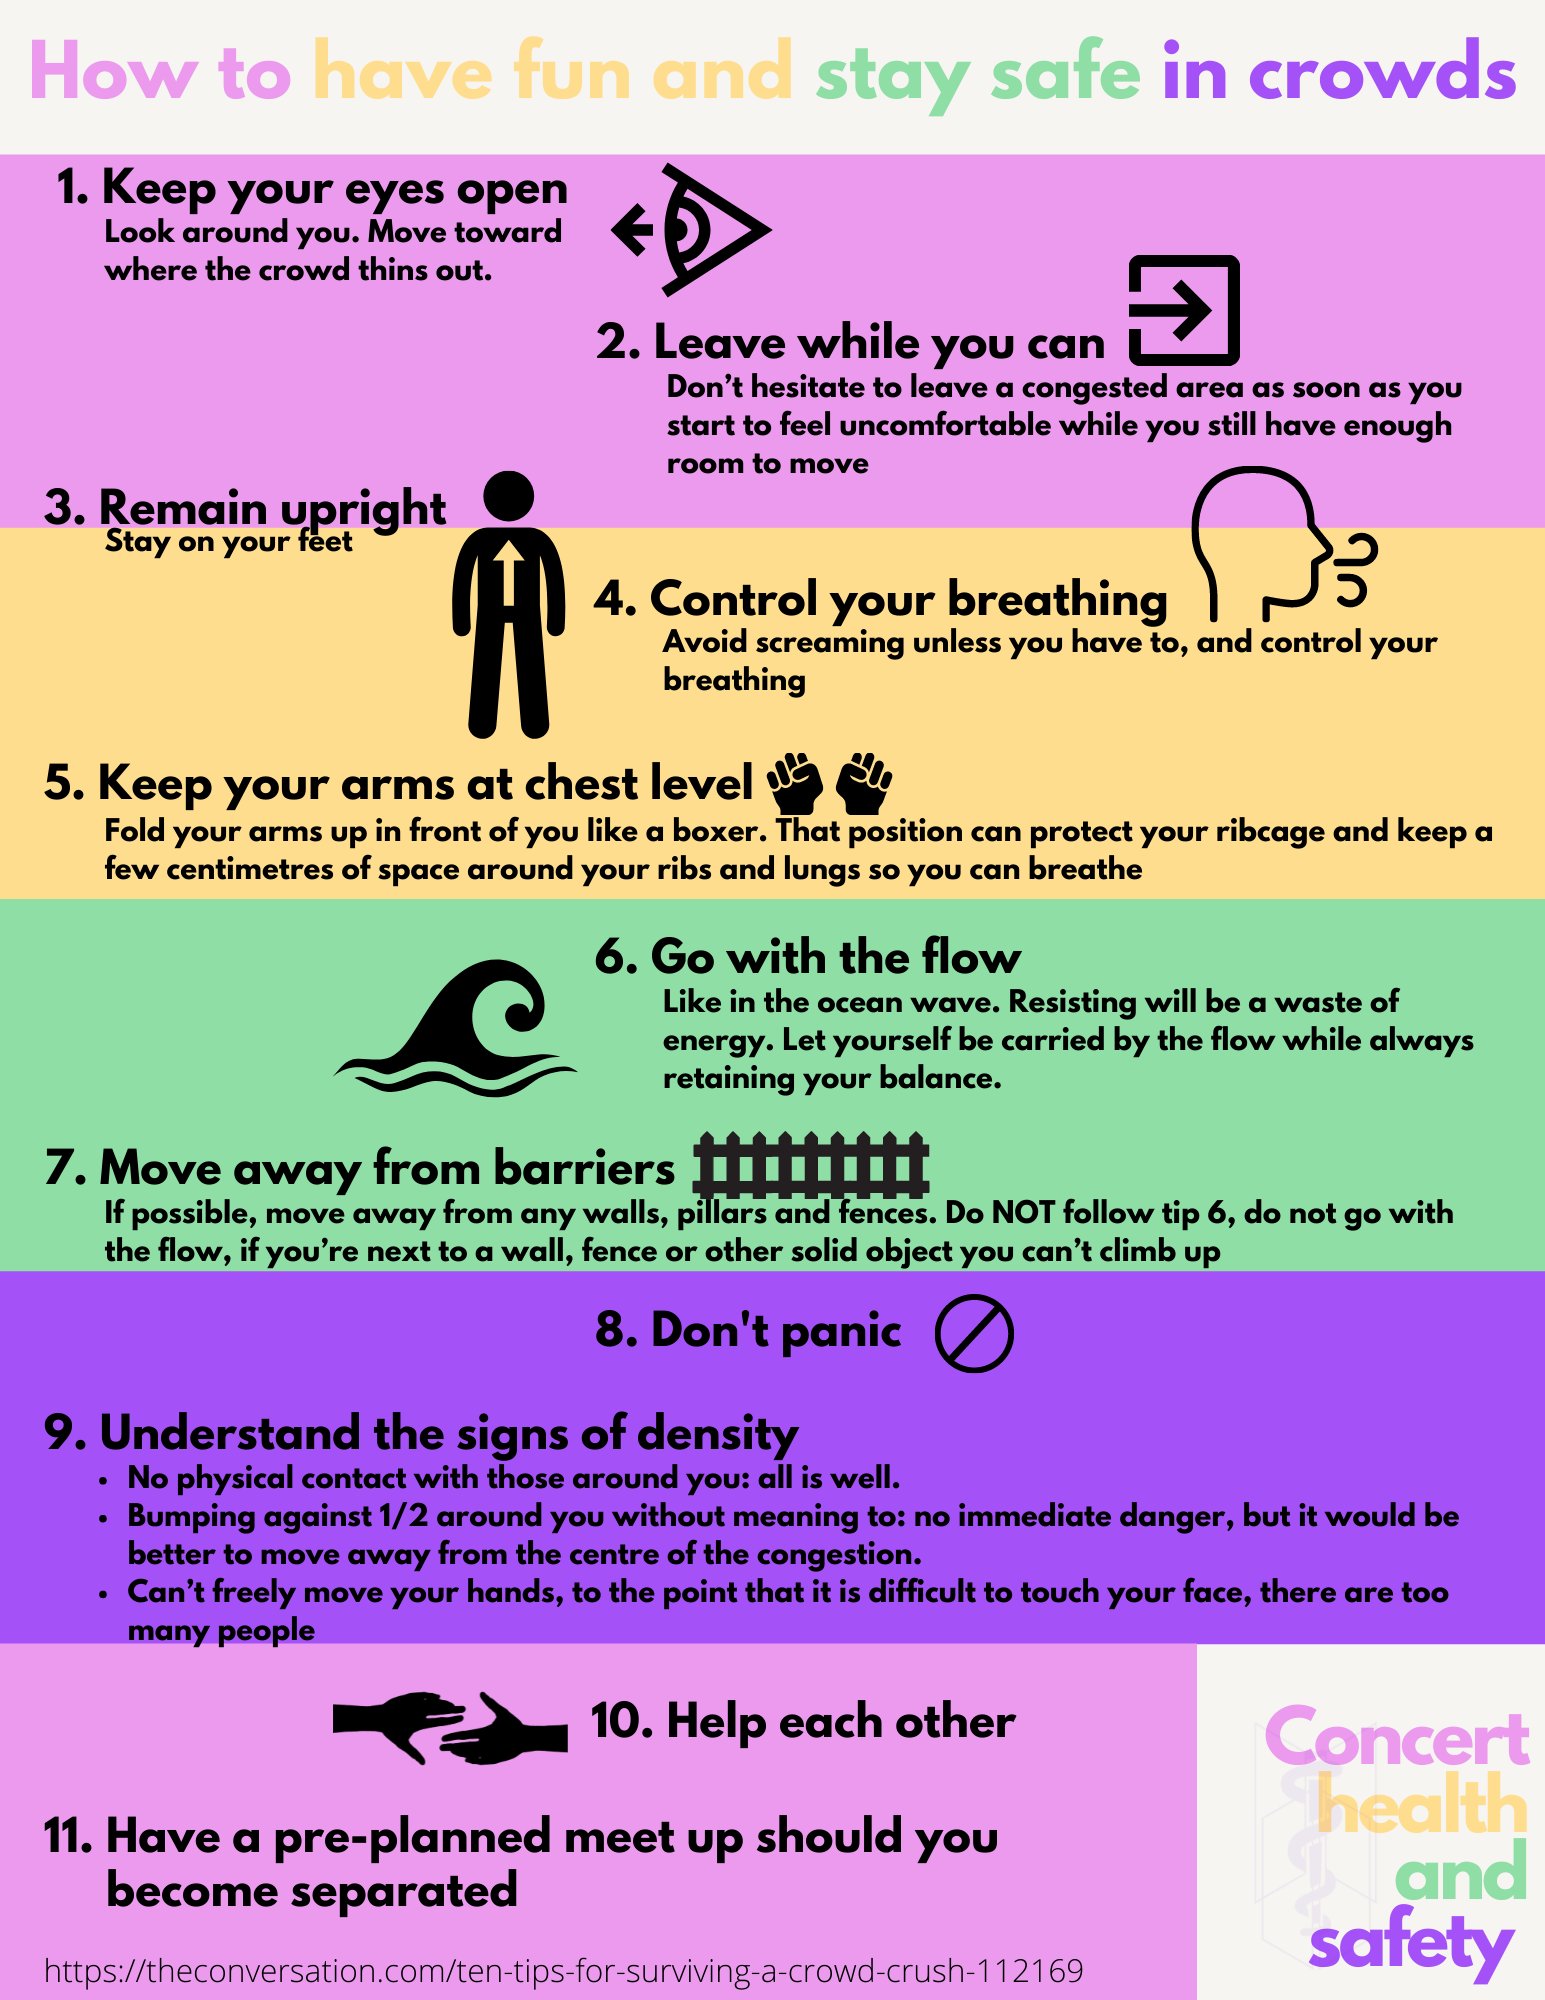 How to have fun and stay safe in crowds
1. Keep your eyes open
Look around you. Move toward
where the crowd thins out.
2. Leave while you can
Don’t hesitate to leave a congested area as soon as you
start to feel uncomfortable while you still have enough
room to move
3. Remain upright
Stay on your feet
4. Control your breathing
Avoid screaming unless you have to, and control your
breathing
5. Keep your arms at chest level
Fold your arms up in front of you like a boxer. That position can protect your ribcage and keep a
few centimetres of space around your ribs and lungs so you can breathe
6. Go with the flow
Like in the ocean wave. Resisting will be a waste of
energy. Let yourself be carried by the flow while always
retaining your balance.
7. Move away from barriers
If possible, move away from any walls, pillars and fences. Do NOT follow tip 6, do not go with
the flow, if you’re next to a wall, fence or other solid object you can’t climb up
8. Don't panic
9. Understand the signs of density
• No physical contact with those around you: all is well.
• Bumping against 1/2 around you without meaning to: no immediate danger, but it would be
better to move away from the centre of the congestion.
• Can’t freely move your hands, to the point that it is difficult to touch your face, there are too
many people
10. Help each other
11. Have a pre-planned meet up should you
become separated
https://theconversation.com/ten-tips-for-surviving-a-crowd-crush-112169
Concert
health
and
safety